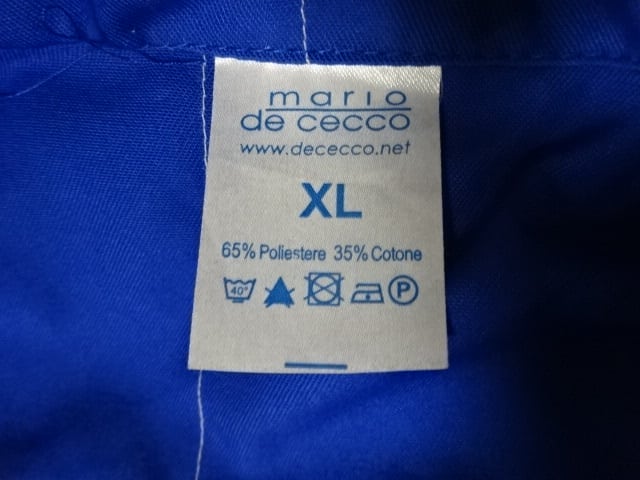 mario
de cecco
www.dececco.net
XL
65% Poliestere 35% Cotone
40° P